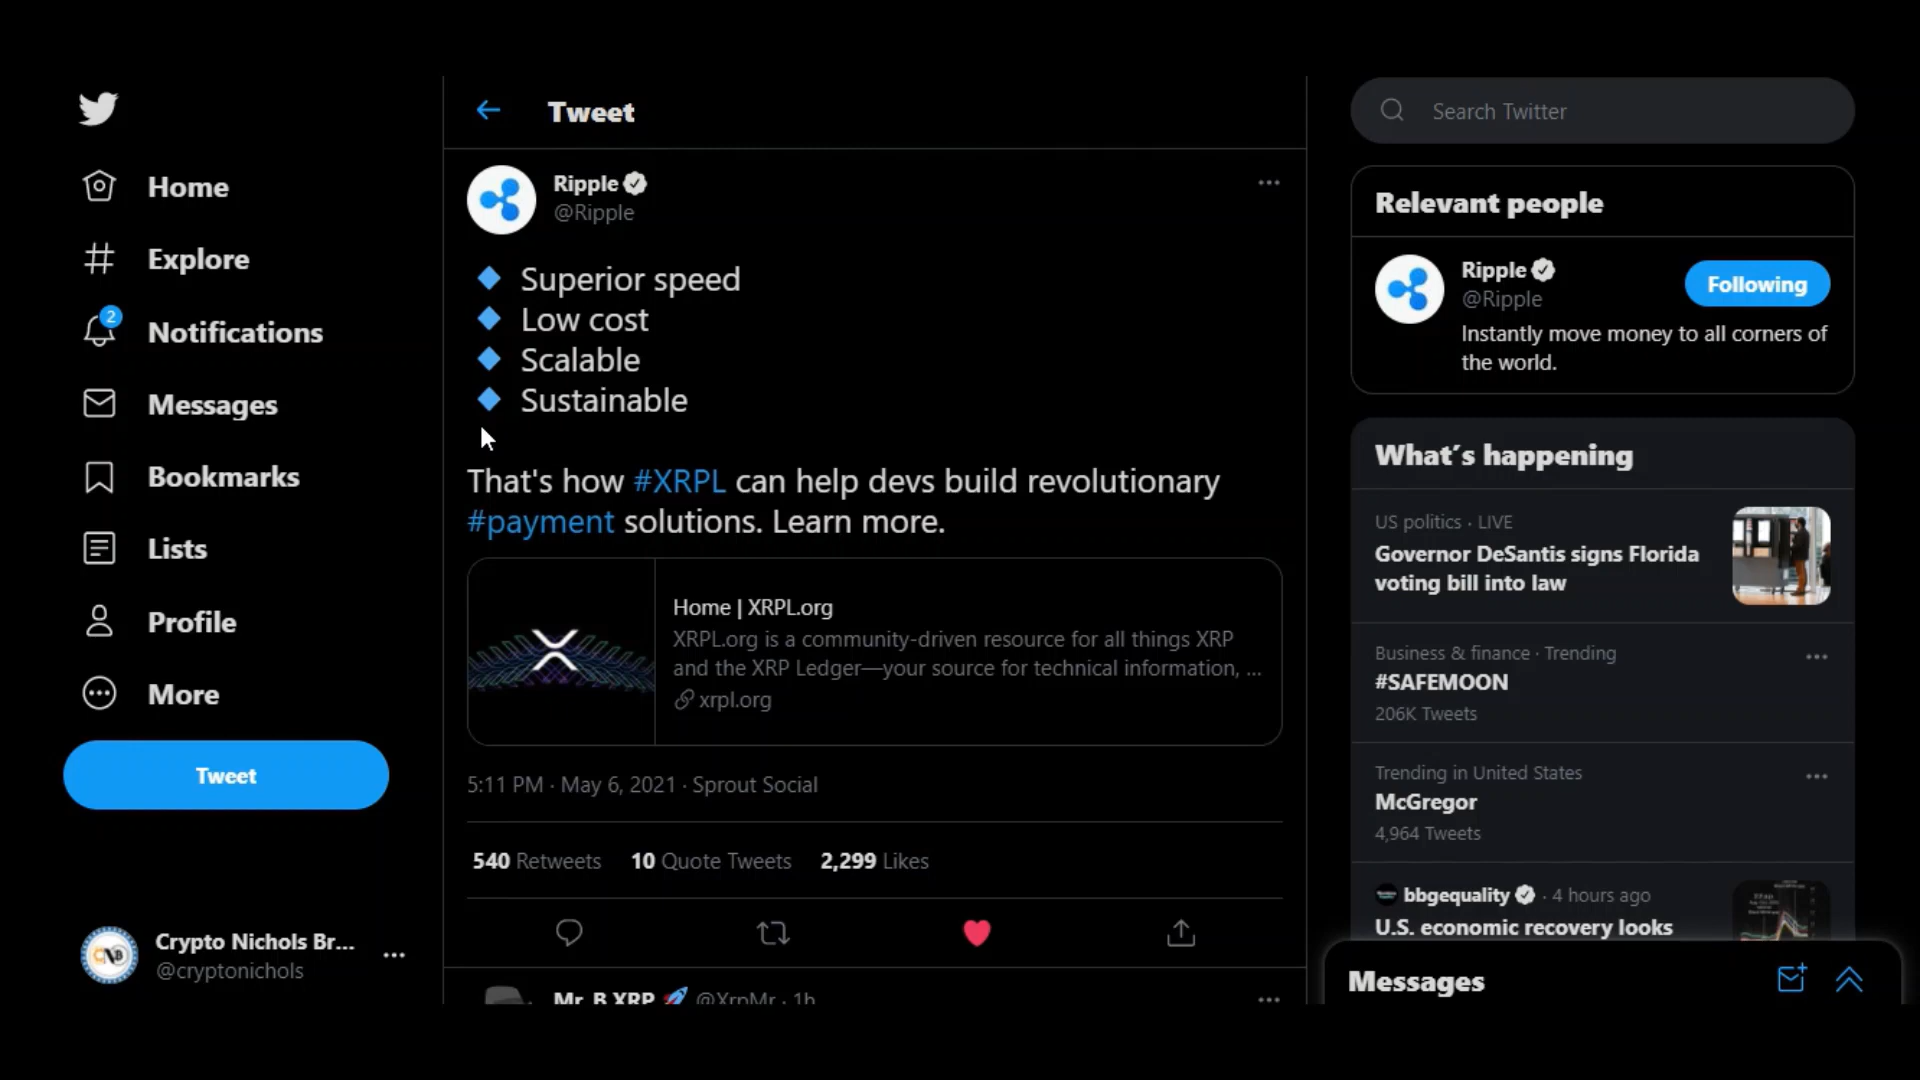 Home
Explore
2
Notifications
Messages
Bookmarks
Lists
Profile
More
Tweet
Crypto Nichols Br...
@cryptonichols
Tweet
Ripple
@Ripple
Superior speed
Low cost
Scalable
Sustainable
That's how #XRPL can help devs build revolutionary
#payment solutions. Learn more.
Home | XRPL.org
XRPL.org is a community-driven resource for all things XRP
and the XRP Ledger—your source for technical information, ...
xrpl.org
5:11 PM · May 6, 2021 · Sprout Social
540 Retweets 10 Quote Tweets 2,299 Likes
Mr. B XRP @XrpMr · 1h
Search Twitter
Relevant people
Ripple
@Ripple
Following
Instantly move money to all corners of
the world.
What's happening
US politics · LIVE
Governor DeSantis signs Florida
voting bill into law
Business & finance · Trending
#SAFEMOON
206K Tweets
Trending in United States
McGregor
4,964 Tweets
bbgequality · 4 hours ago
U.S. economic recovery looks
Messages